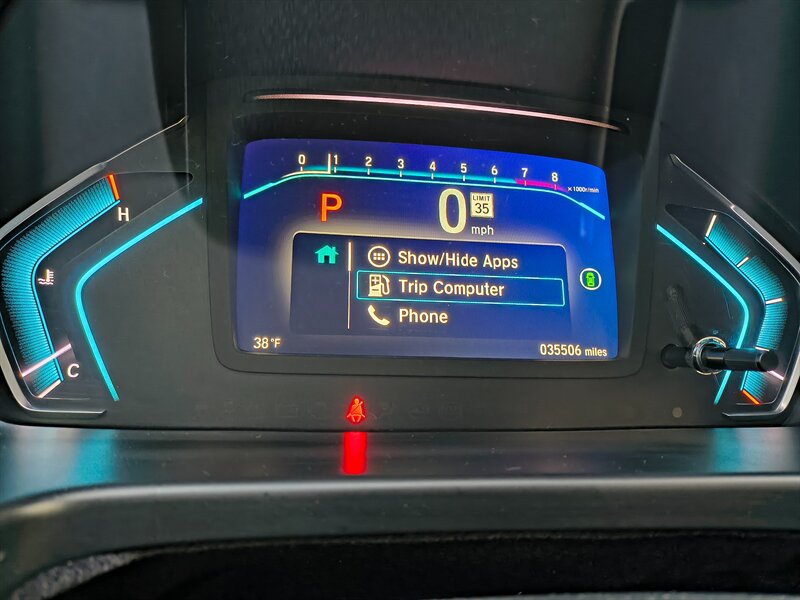 0 1 2 3 4 5 6 7 8
×1000r/min
H
P
0
LIMIT
35
mph
Show/Hide Apps
Trip Computer
Phone
C
38°F
035506 miles